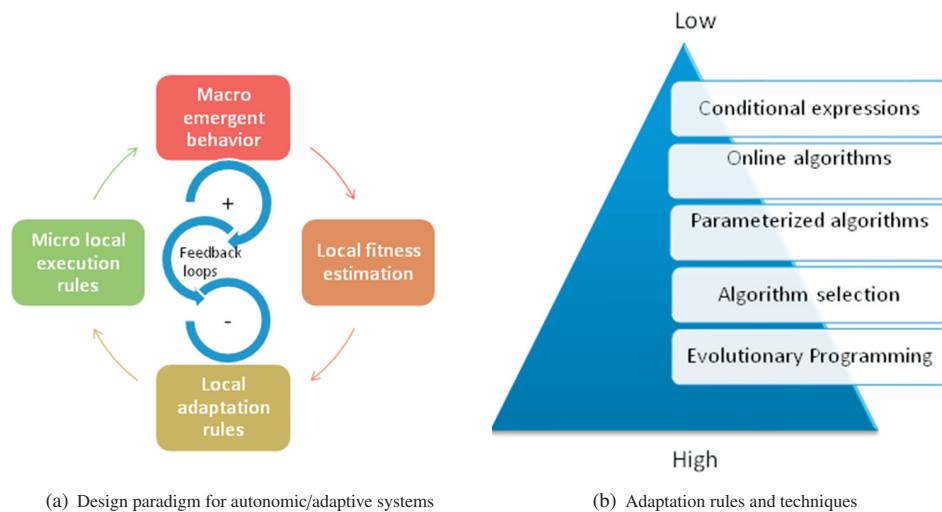 Macro
emergent
behavior
+
Feedback
loops
-
Micro local
execution
rules
Local fitness
estimation
Local
adaptation
rules
(a) Design paradigm for autonomic/adaptive systems
Low
Conditional expressions
Online algorithms
Parameterized algorithms
Algorithm selection
Evolutionary Programming
High
(b) Adaptation rules and techniques